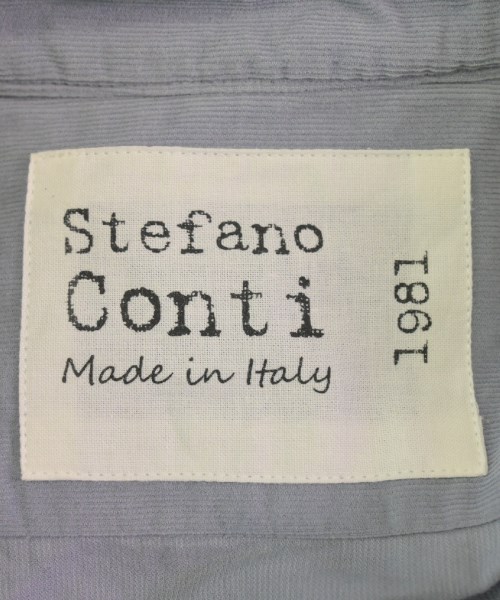 Stefano
Conti
Made in Italy
1981